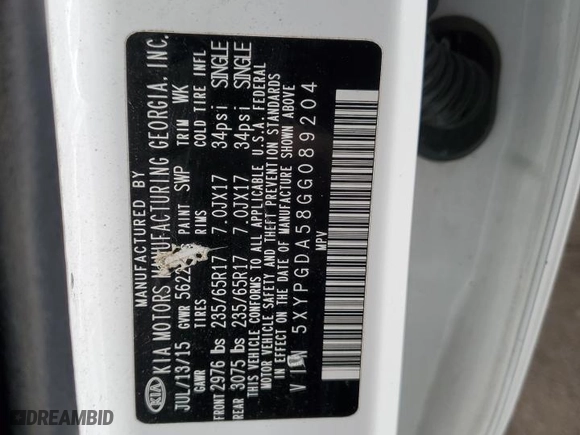 MANUFACTURED BY
KIA KIA MOTORS MANUFACTURING GEORGIA, INC.
JUL/13/15 GVWR PAINT SWP TRIM WK
GAWR TIRES RIMS COLD TIRE INFL
FRONT 2976 lbs 235/65R17 7.0JX17 34psi SINGLE
REAR 3075 lbs 235/65R17 7.0JX17 34psi SINGLE
THIS VEHICLE CONFORMS TO ALL APPLICABLE U.S.A. FEDERAL
MOTOR VEHICLE SAFETY AND THEFT PREVENTION STANDARDS
IN EFFECT ON THE DATE OF MANUFACTURE SHOWN ABOVE
VIN 5XYPGDA58GG089204
MPV
DREAMBID